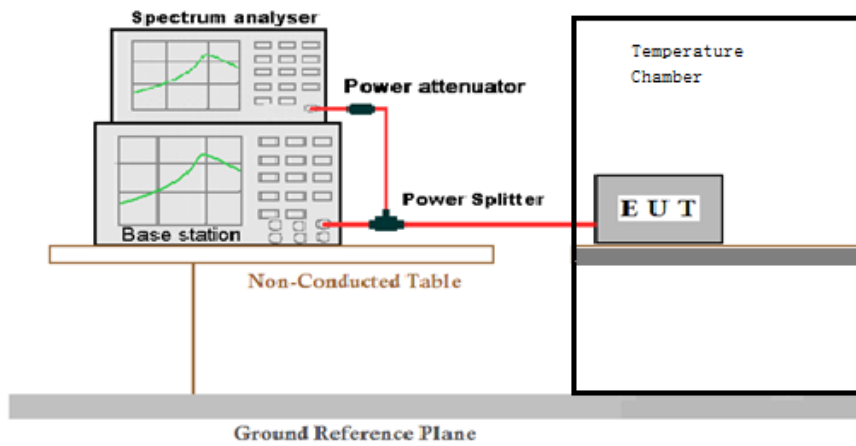 Spectrum analyser
Temperature
Chamber
Power attenuator
Power Splitter
E U T
Base station
Non-Conducted Table
Ground Reference Plane